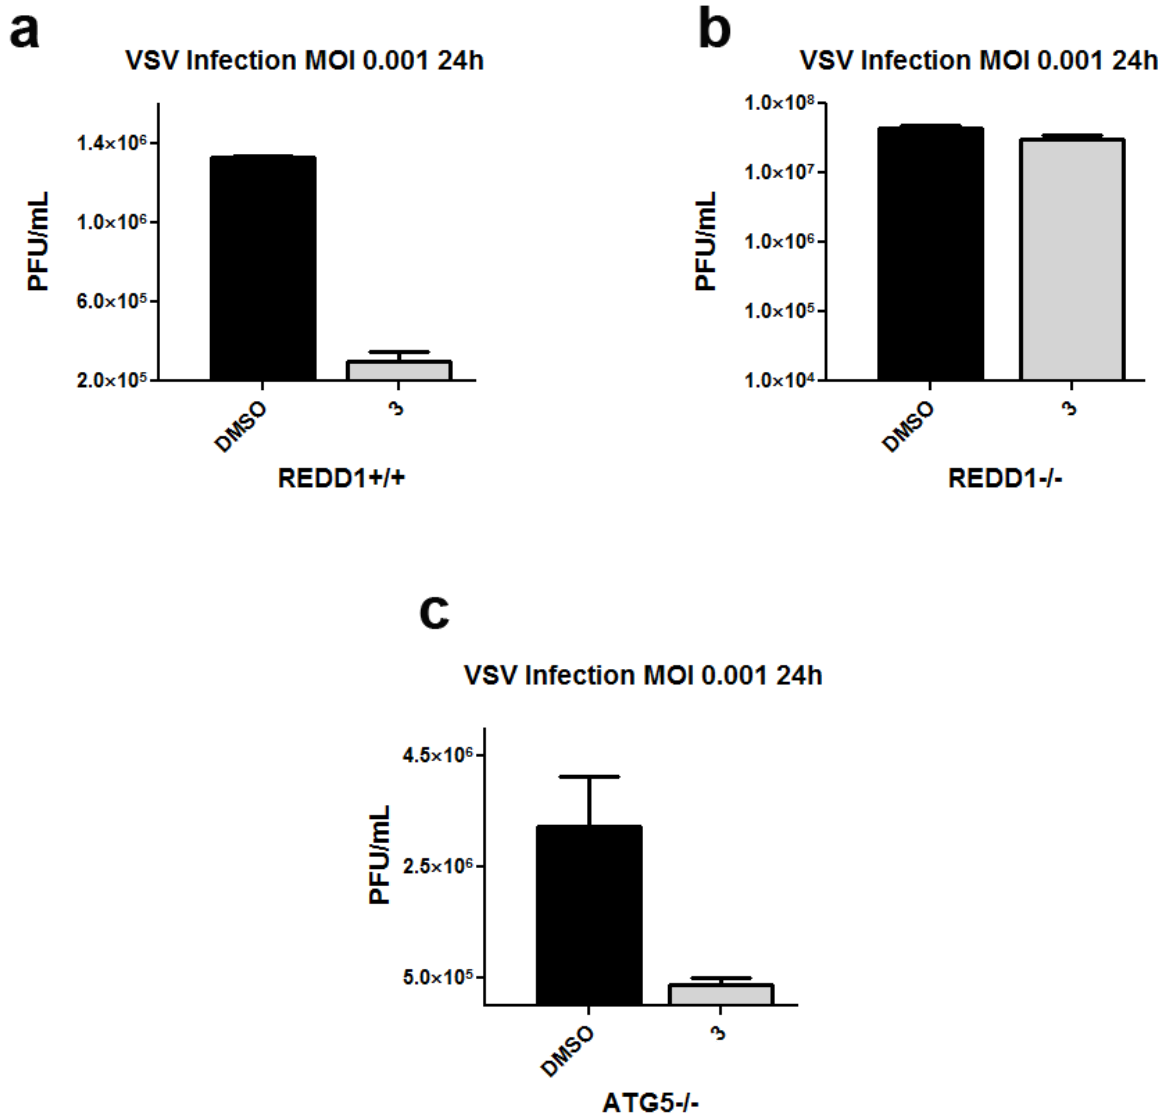 a
VSV Infection MOI 0.001 24h
PFU/mL
1.4×10⁶
1.0×10⁶
6.0×10⁵
2.0×10⁵
DMSO
3
REDD1+/+
b
VSV Infection MOI 0.001 24h
PFU/mL
1.0×10⁸
1.0×10⁷
1.0×10⁶
1.0×10⁵
1.0×10⁴
DMSO
3
REDD1-/-
c
VSV Infection MOI 0.001 24h
PFU/mL
4.5×10⁶
2.5×10⁶
5.0×10⁵
DMSO
3
ATG5-/-